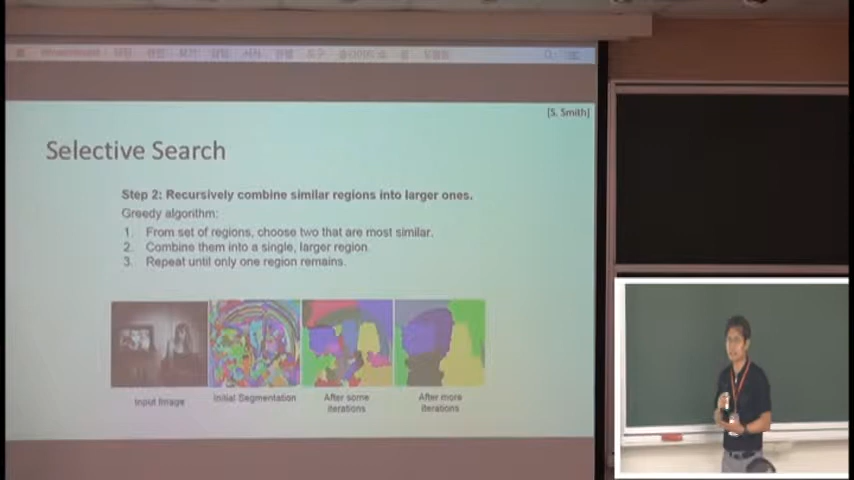 [S. Smith]
Selective Search
Step 2: Recursively combine similar regions into larger ones.
Greedy algorithm:
1. From set of regions, choose two that are most similar.
2. Combine them into a single, larger region.
3. Repeat until only one region remains.
Input Image
Initial Segmentation
After some
iterations
After more
iterations